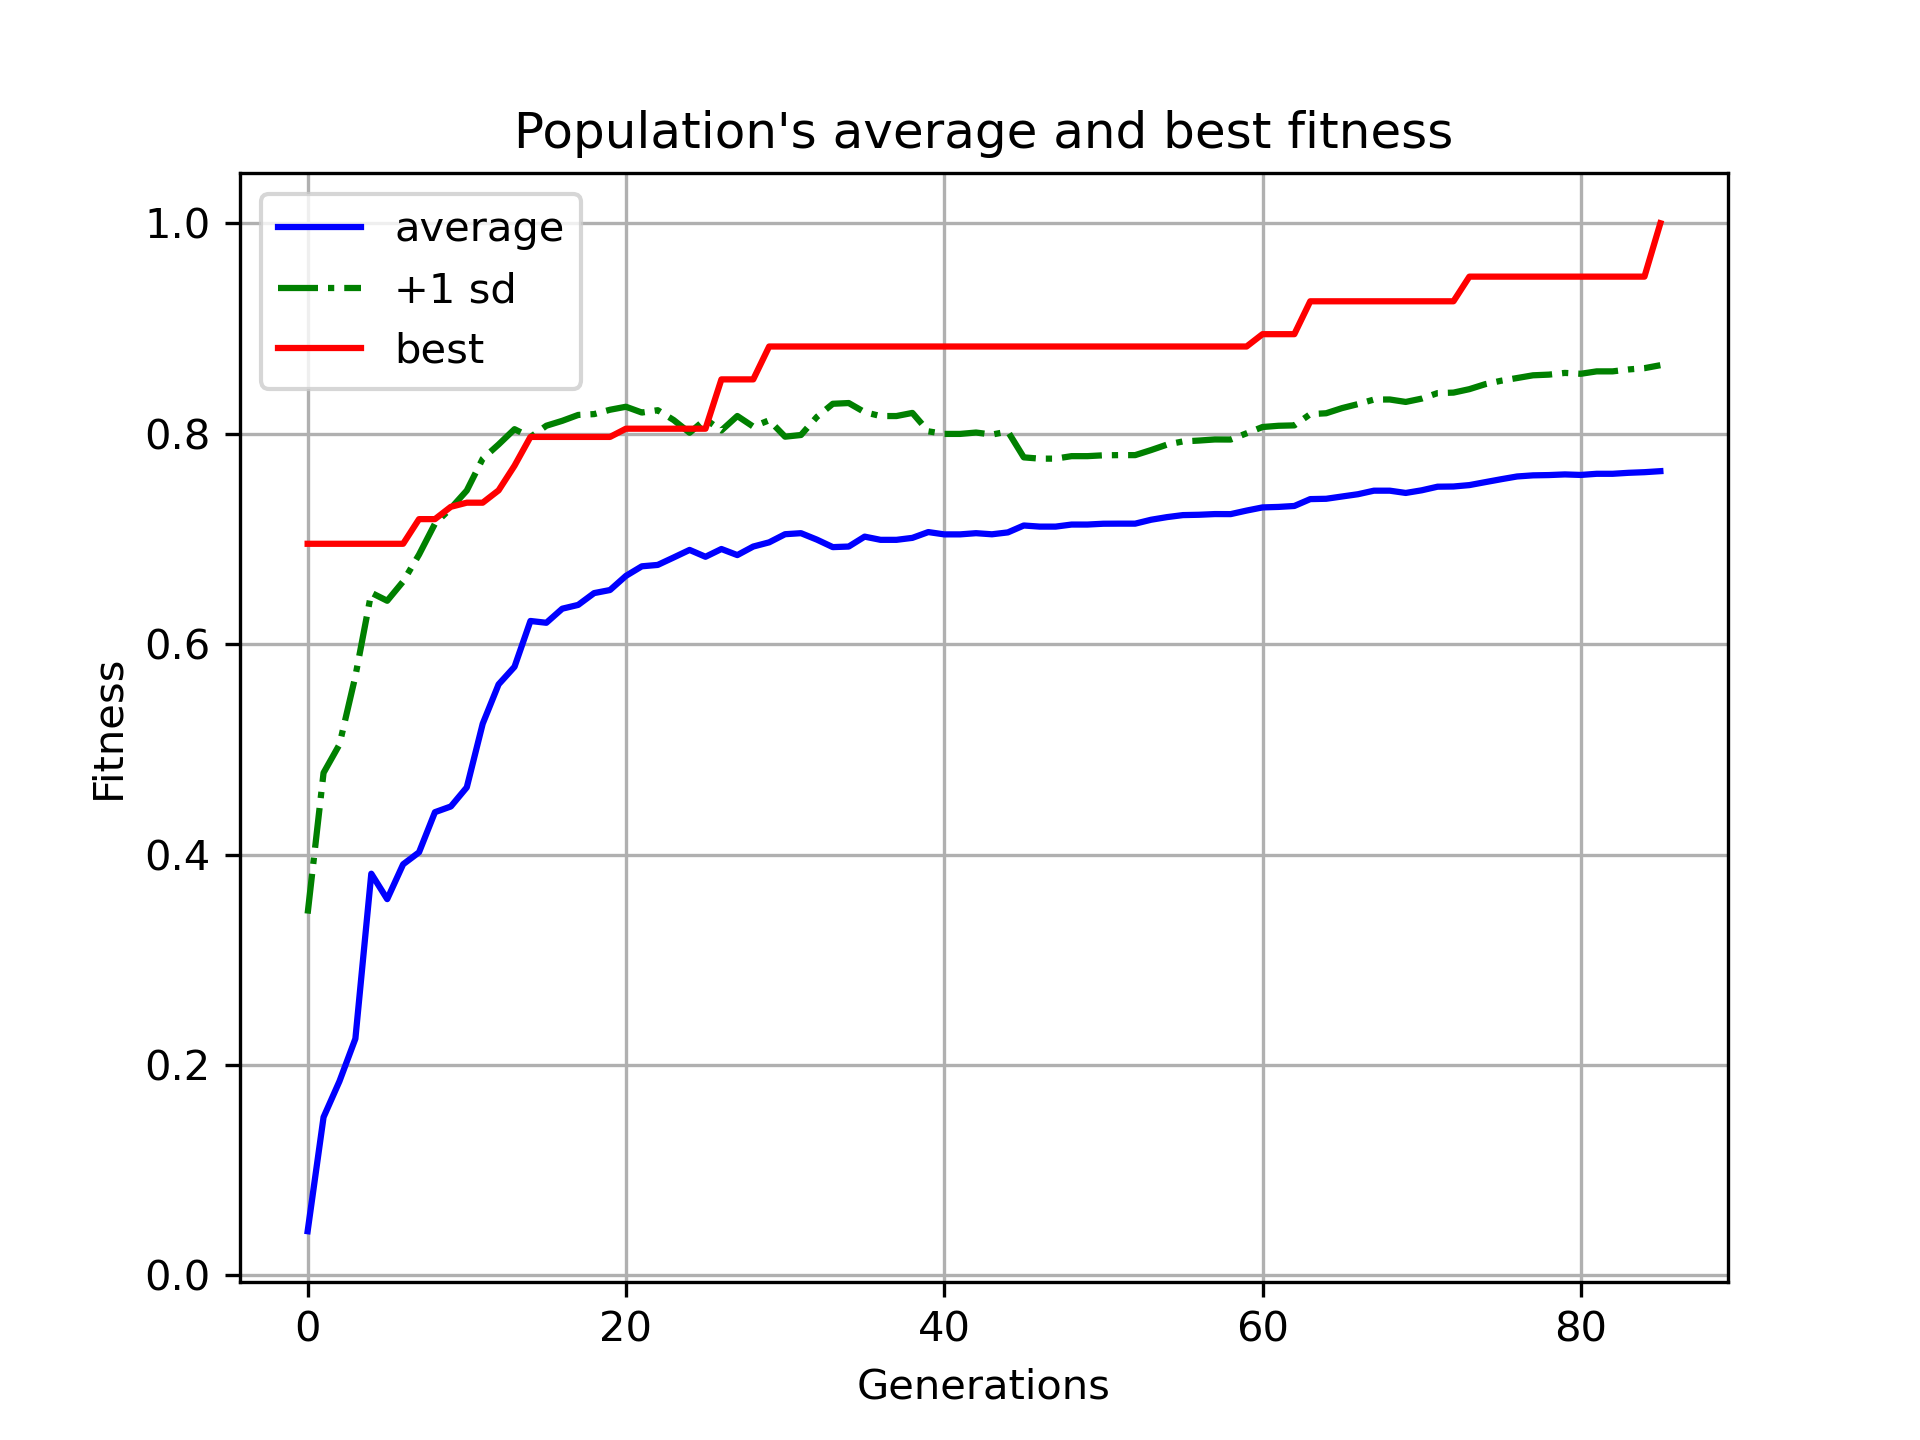 Population's average and best fitness
average
+1 sd
best
1.0
0.8
0.6
0.4
0.2
0.0
Fitness
0 20 40 60 80
Generations